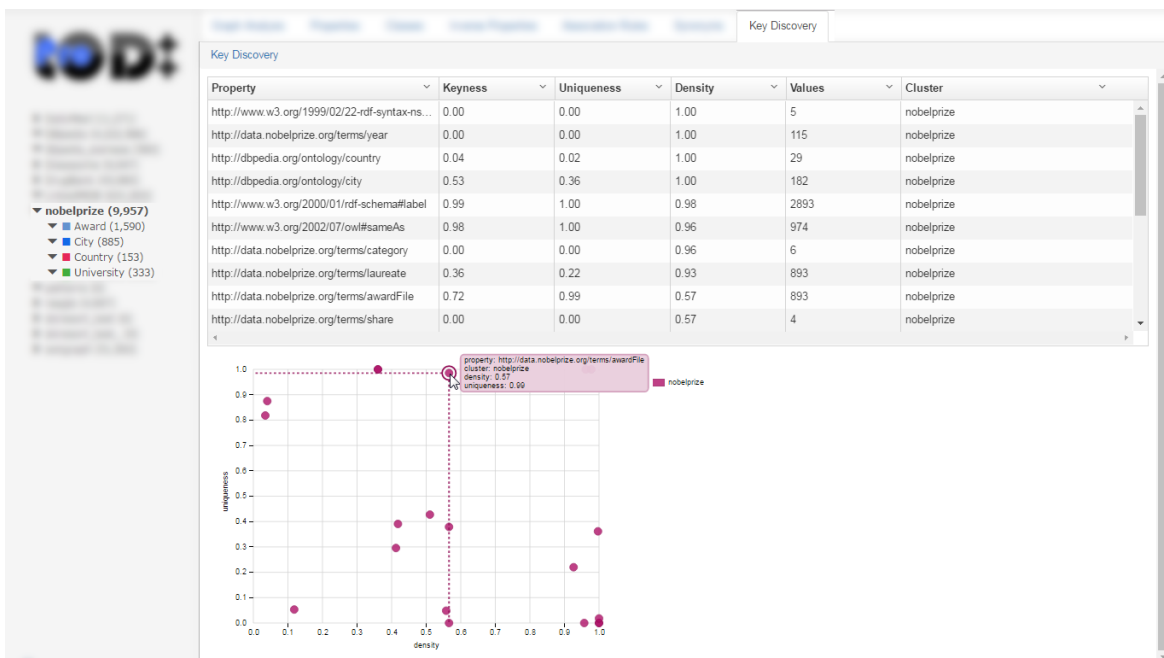 Key Discovery
Key Discovery
Property Keyness Uniqueness Density Values Cluster
http://www.w3.org/1999/02/22-rdf-syntax-ns... 0.00 0.00 1.00 5 nobelprize
http://data.nobelprize.org/terms/year 0.00 0.00 1.00 115 nobelprize
http://dbpedia.org/ontology/country 0.04 0.02 1.00 29 nobelprize
http://dbpedia.org/ontology/city 0.53 0.36 1.00 182 nobelprize
http://www.w3.org/2000/01/rdf-schema#label 0.99 1.00 0.98 2893 nobelprize
http://www.w3.org/2002/07/owl#sameAs 0.98 1.00 0.96 974 nobelprize
http://data.nobelprize.org/terms/category 0.00 0.00 0.96 6 nobelprize
http://data.nobelprize.org/terms/laureate 0.36 0.22 0.93 893 nobelprize
http://data.nobelprize.org/terms/awardFile 0.72 0.99 0.57 893 nobelprize
http://data.nobelprize.org/terms/share 0.00 0.00 0.57 4 nobelprize
nobelprize (9,957)
Award (1,590)
City (885)
Country (153)
University (333)
property: http://data.nobelprize.org/terms/awardFile
cluster: nobelprize
density: 0.57
uniqueness: 0.99
nobelprize
1.0
0.9
0.8
0.7
0.6
0.5
0.4
0.3
0.2
0.1
0.0
uniqueness
0.0 0.1 0.2 0.3 0.4 0.5 0.6 0.7 0.8 0.9 1.0
density